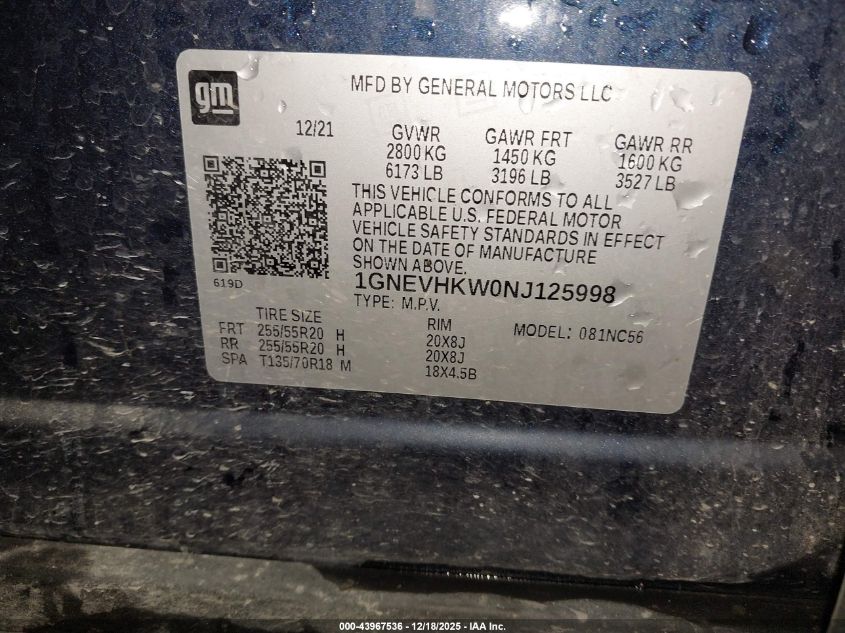 gm
MFD BY GENERAL MOTORS LLC
12/21 GVWR GAWR FRT GAWR RR
2800 KG 1450 KG 1600 KG
6173 LB 3196 LB 3527 LB
THIS VEHICLE CONFORMS TO ALL
APPLICABLE U.S. FEDERAL MOTOR
VEHICLE SAFETY STANDARDS IN EFFECT
ON THE DATE OF MANUFACTURE
SHOWN ABOVE.
619D
1GNEVHKW0NJ125998
TYPE: M.P.V.
TIRE SIZE RIM MODEL: 081NC56
FRT 255/55R20 H 20X8J
RR 255/55R20 H 20X8J
SPA T135/70R18 M 18X4.5B
000-43967536 - 12/18/2025 - IAA Inc.